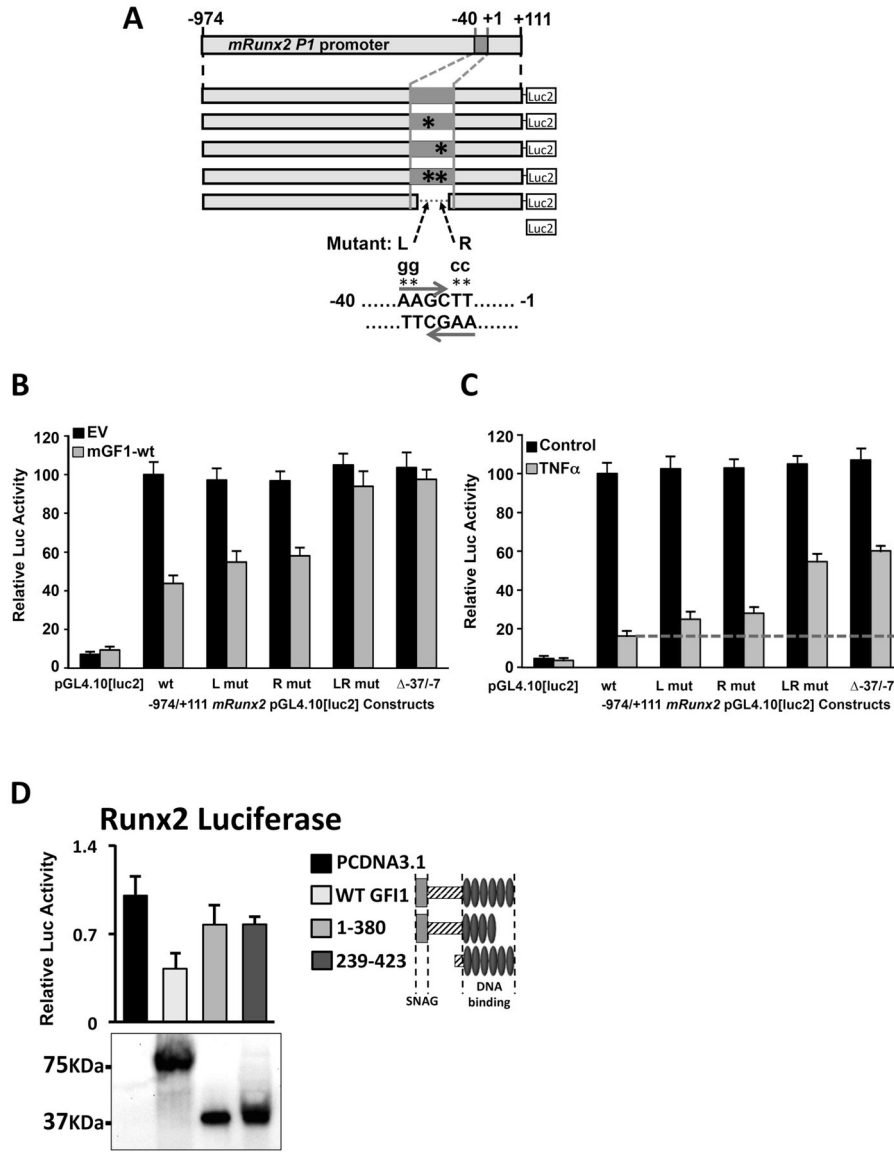 A
-974
-40
+1
+111
mRunx2 P1 promoter
Luc2
*
Luc2
*
Luc2
**
Luc2
Luc2
Luc2
Mutant: L R
gg cc
** **
-40 ......AAGCTT....... -1
......TTCGAA.......
B
EV
mGF1-wt
Relative Luc Activity
120
100
80
60
40
20
0
pGL4.10[luc2] wt L mut R mut LR mut Δ-37/-7
-974/+111 mRunx2 pGL4.10[luc2] Constructs
C
Control
TNFα
Relative Luc Activity
120
100
80
60
40
20
0
pGL4.10[luc2] wt L mut R mut LR mut Δ-37/-7
-974/+111 mRunx2 pGL4.10[luc2] Constructs
D
Runx2 Luciferase
Relative Luc Activity
1.4
0.7
0
PCDNA3.1
WT GFI1
1-380
239-423
SNAG
DNA
binding
75KDa
37KDa